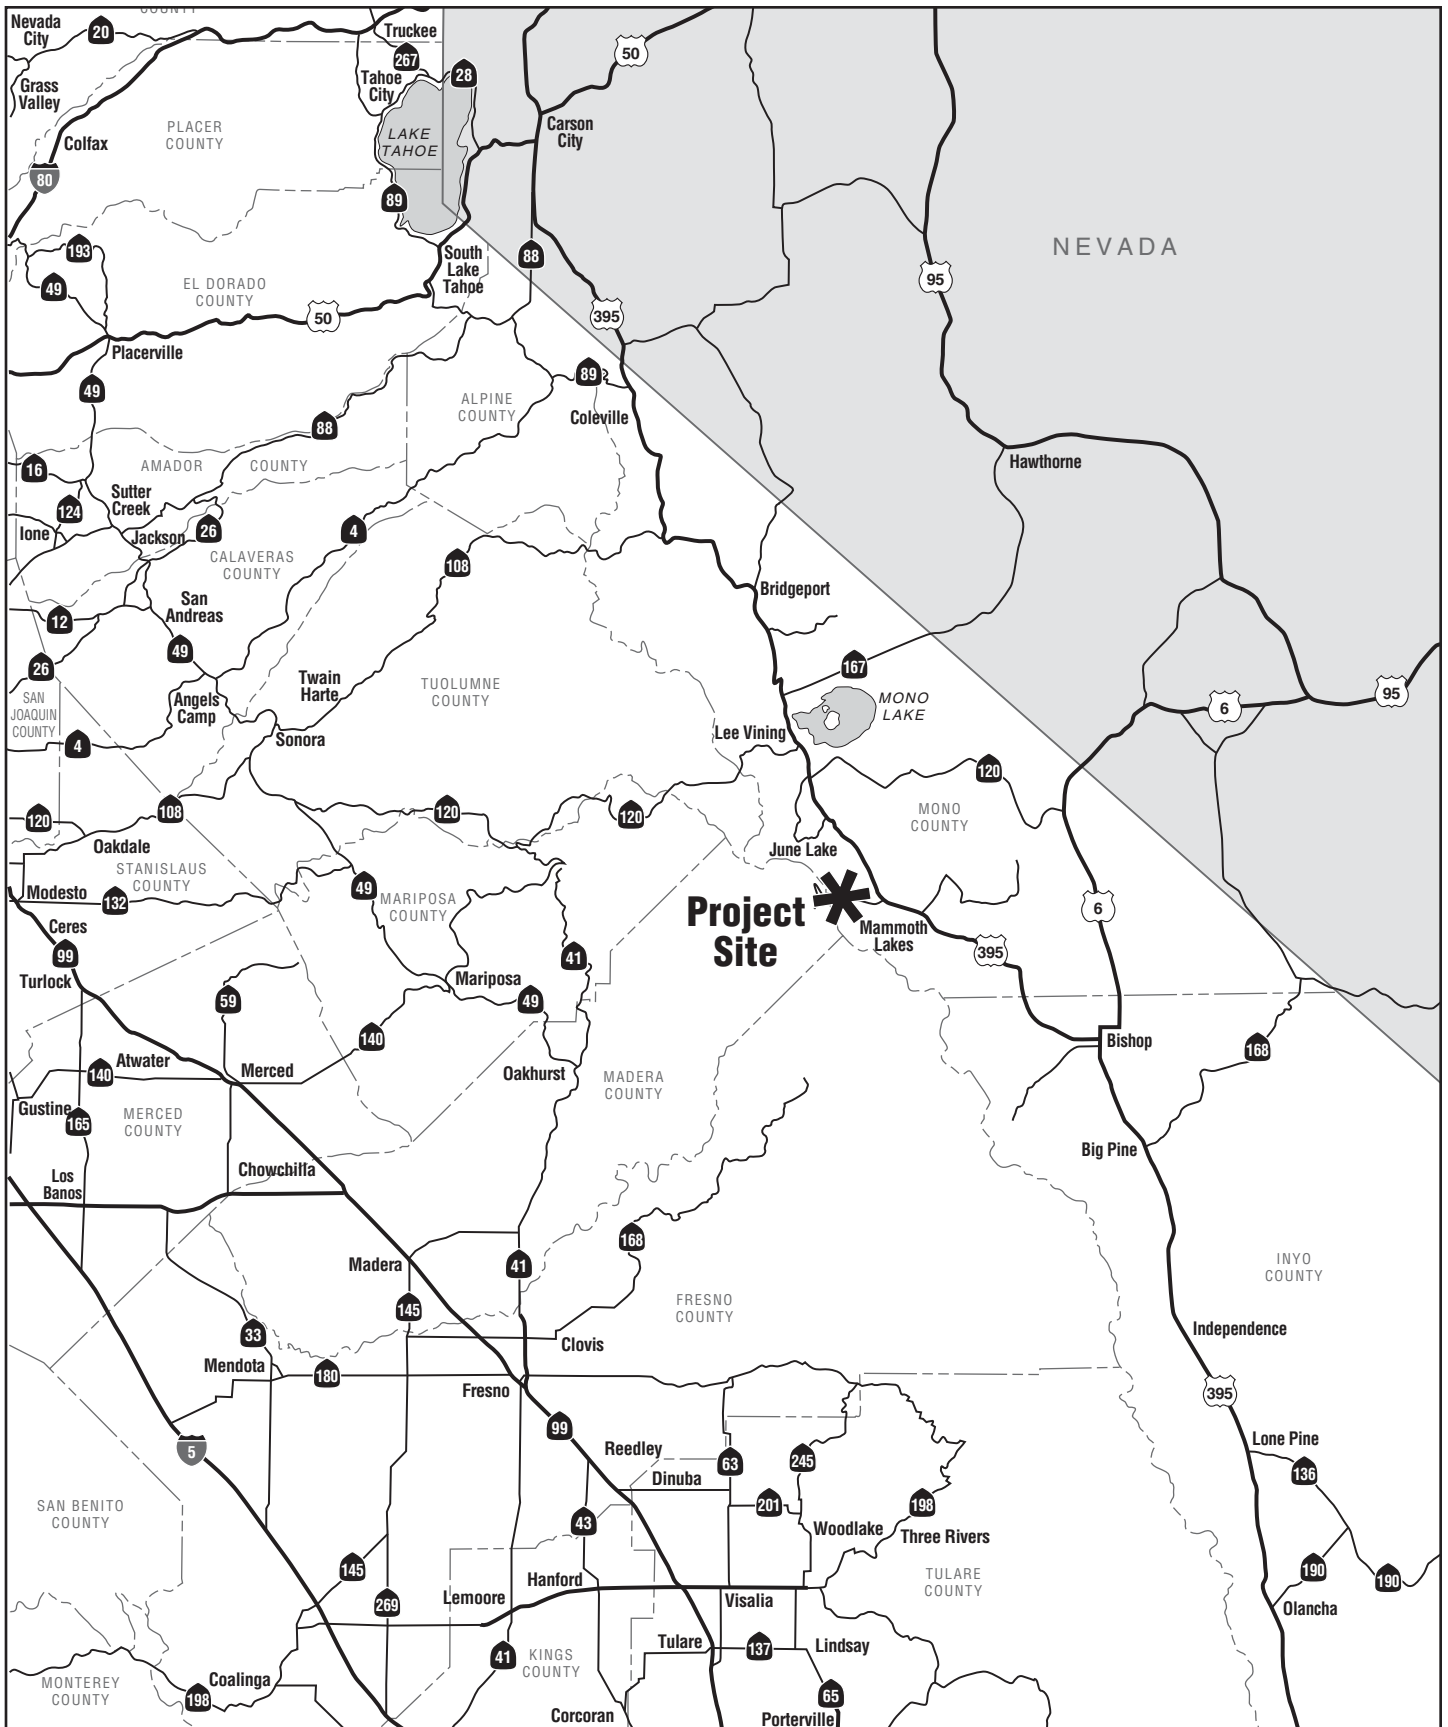 COUNTY
Nevada
City
20
Truckee
267
50
28
Tahoe
City
Grass
Valley
PLACER
COUNTY
Colfax
LAKE
TAHOE
Carson
City
80
89
193
South
Lake
Tahoe
88
NEVADA
95
49
EL DORADO
COUNTY
50
395
Placerville
49
89
ALPINE
COUNTY
Coleville
88
16
AMADOR
COUNTY
Hawthorne
Sutter
Creek
124
Ione
Jackson
26
4
CALAVERAS
COUNTY
108
San
Andreas
Bridgeport
12
49
26
167
Twain
Harte
TUOLUMNE
COUNTY
SAN
JOAQUIN
COUNTY
Angels
Camp
MONO
LAKE
6
95
4
Sonora
Lee Vining
120
108
120
120
120
MONO
COUNTY
Oakdale
STANISLAUS
COUNTY
June Lake
Modesto
132
49
MARIPOSA
COUNTY
Project
Site
6
Ceres
99
Mammoth
Lakes
395
41
Turlock
59
Mariposa
49
140
Bishop
168
Atwater
140
Merced
Oakhurst
MADERA
COUNTY
Gustine
165
MERCED
COUNTY
Big Pine
Los
Banos
Chowchilla
168
Madera
41
INYO
COUNTY
145
FRESNO
COUNTY
33
Clovis
Independence
Mendota
180
Fresno
395
99
5
Reedley
Dinuba
63
245
Lone Pine
136
SAN BENITO
COUNTY
43
201
198
Woodlake
Three Rivers
145
269
Lemoore
Hanford
Visalia
TULARE
COUNTY
190
190
Olancha
41
KINGS
COUNTY
Tulare
137
Lindsay
MONTEREY
COUNTY
198
Coalinga
65
Corcoran
Porterville